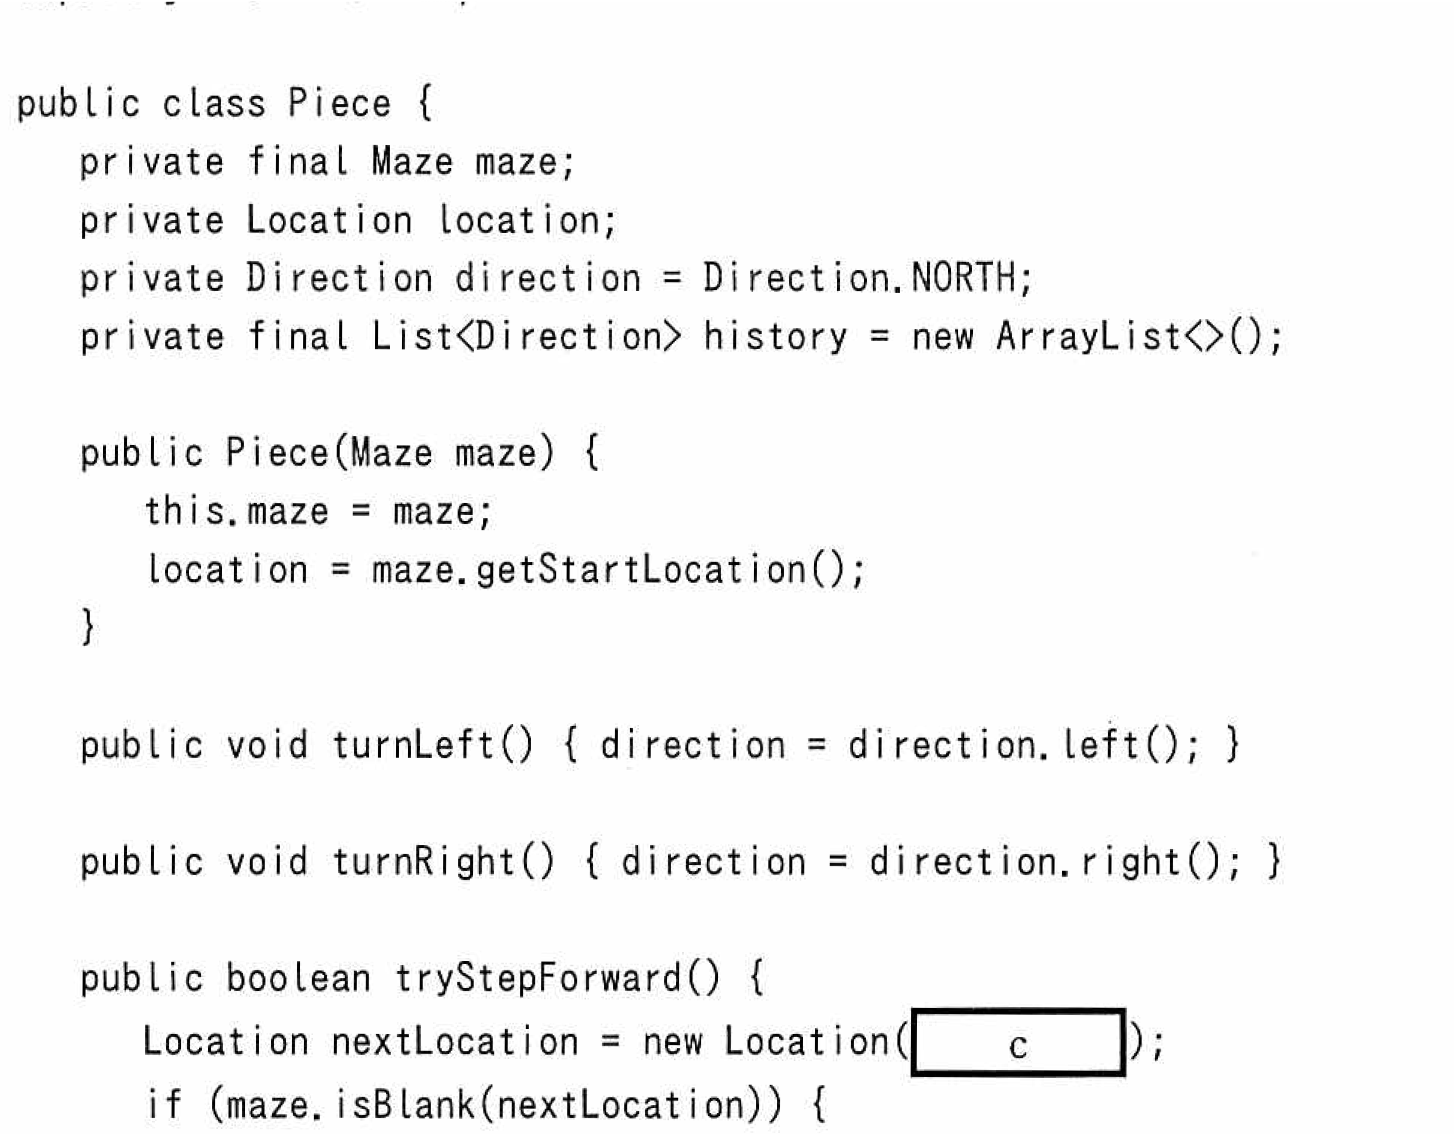 public class Piece {
private final Maze maze;
private Location location;
private Direction direction = Direction.NORTH;
private final List<Direction> history = new ArrayList<>();
public Piece(Maze maze) {
this.maze = maze;
location = maze.getStartLocation();
}
public void turnLeft() { direction = direction.left(); }
public void turnRight() { direction = direction.right(); }
public boolean tryStepForward() {
Location nextLocation = new Location( c );
if (maze.isBlank(nextLocation)) {